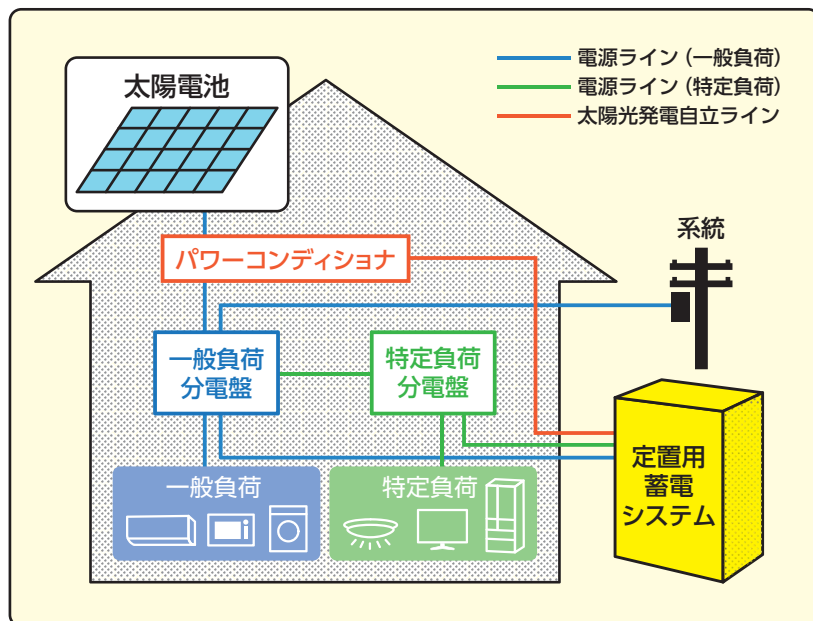 太陽電池
電源ライン（一般負荷）
電源ライン（特定負荷）
太陽光発電自立ライン
系統
パワーコンディショナ
一般負荷
分電盤
特定負荷
分電盤
一般負荷
特定負荷
定置用
蓄電
システム